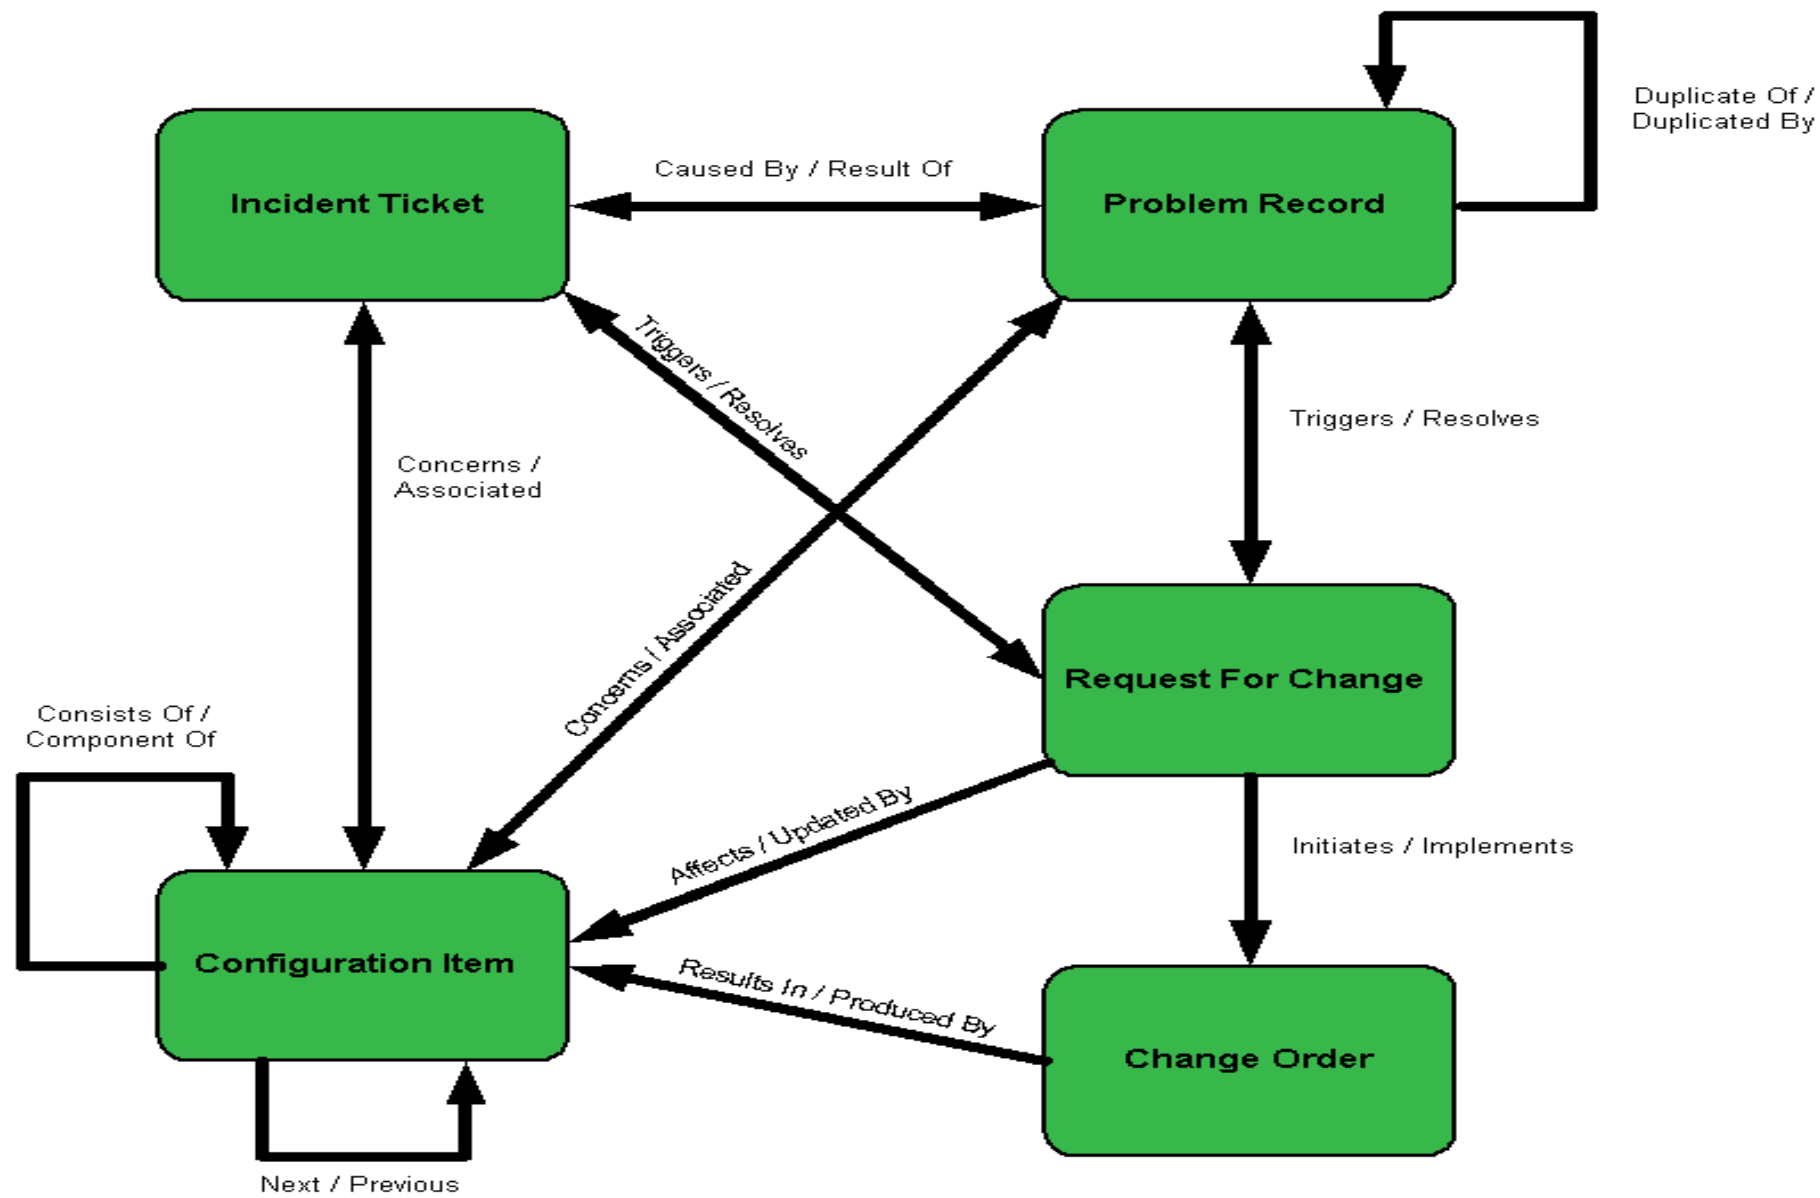 Duplicate Of /
Duplicated By
Caused By / Result Of
Incident Ticket
Problem Record
Triggers / Resolves
Triggers / Resolves
Concerns /
Associated
Concerns / Associated
Request For Change
Consists Of /
Component Of
Affects / Updated By
Initiates / Implements
Configuration Item
Results In / Produced By
Change Order
Next / Previous